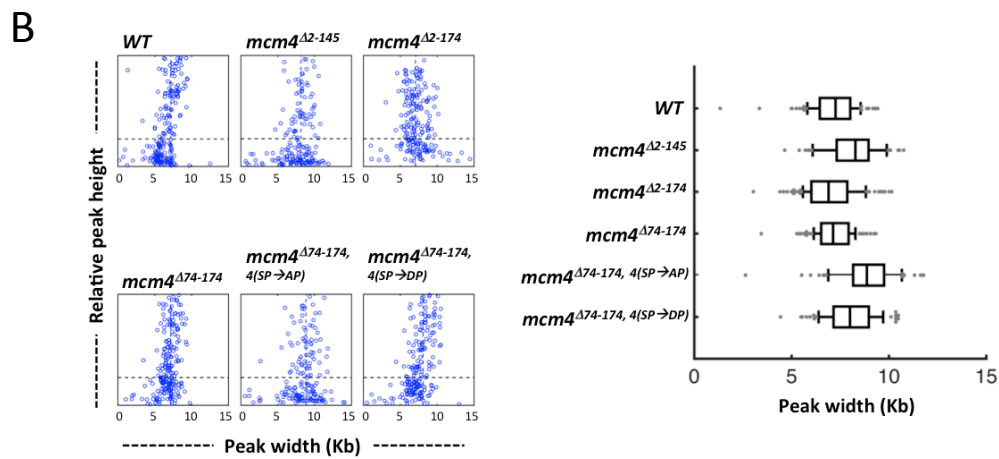 B
WT mcm4Δ2-145 mcm4Δ2-174
0 5 10 15 0 5 10 15 0 5 10 15
Relative peak height
mcm4Δ74-174 mcm4Δ74-174, 4(SP→AP) mcm4Δ74-174, 4(SP→DP)
0 5 10 15 0 5 10 15 0 5 10 15
Peak width (Kb)
WT
mcm4Δ2-145
mcm4Δ2-174
mcm4Δ74-174
mcm4Δ74-174, 4(SP→AP)
mcm4Δ74-174, 4(SP→DP)
0 5 10 15
Peak width (Kb)